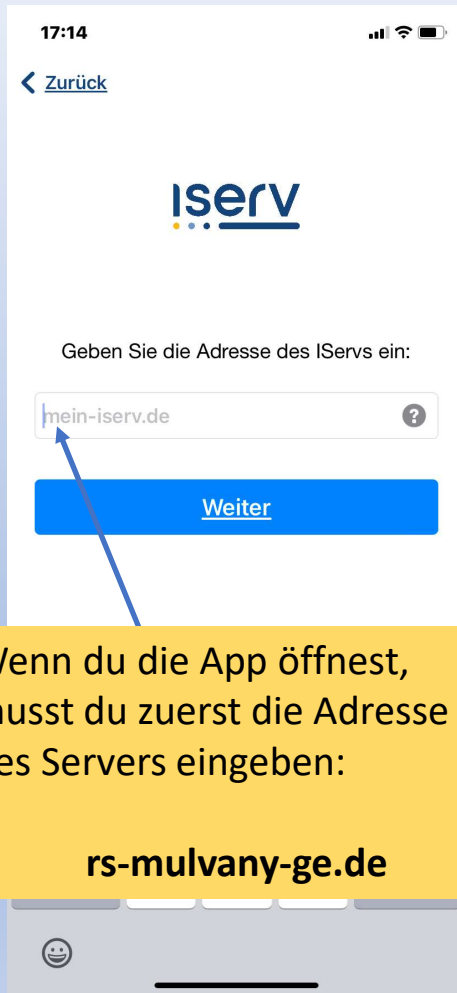 17:14
Zurück
Iserv
Geben Sie die Adresse des IServs ein:
mein-iserv.de
Weiter
du die App öffnest,
du zuerst die Adresse
Servers eingeben:
rs-mulvany-ge.de